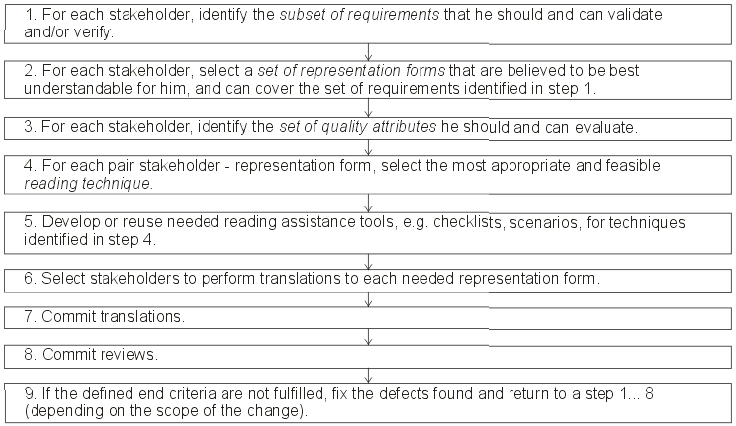 1. For each stakeholder, identify the subset of requirements that he should and can validate
and/or verify.
2. For each stakeholder, select a set of representation forms that are believed to be best
understandable for him, and can cover the set of requirements identified in step 1.
3. For each stakeholder, identify the set of quality attributes he should and can evaluate.
4. For each pair stakeholder - representation form, select the most appropriate and feasible
reading technique.
5. Develop or reuse needed reading assistance tools, e.g. checklists, scenarios, for techniques
identified in step 4.
6. Select stakeholders to perform translations to each needed representation form.
7. Commit translations.
8. Commit reviews.
9. If the defined end criteria are not fulfilled, fix the defects found and return to a step 1... 8
(depending on the scope of the change).